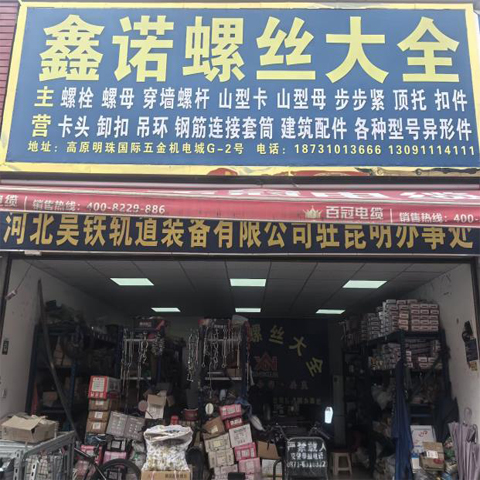 鑫诺螺丝大全
主营
螺栓 螺母 穿墙螺杆 山型卡 山型母 步步紧 顶托 扣件
卡头 卸扣 吊环 钢筋连接套筒 建筑配件 各种型号异形件
地址：高原明珠国际五金机电城G-2号 电话：18731013666 13091114111
电缆 销售热线：400-8229-886
百冠电缆 销售热线：400-
河北吴铁轨道装备有限公司驻昆明办事处
螺丝大全